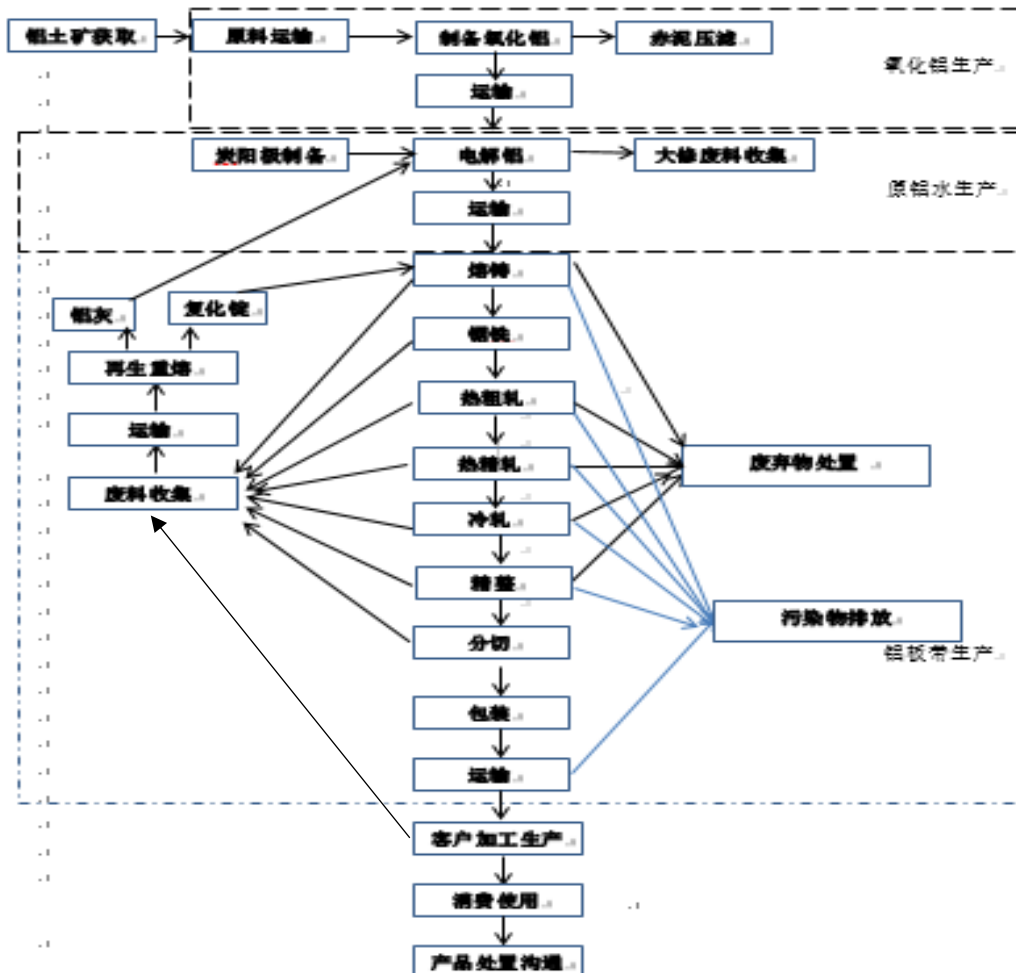 铝土矿获取
原料运输
制备氧化铝
赤泥压滤
氧化铝生产
运输
炭阳极制备
电解铝
大修废料收集
原铝水生产
运输
熔铸
铝灰
复化锭
锯铣
再生重熔
热粗轧
运输
热精轧
废弃物处置
废料收集
冷轧
精整
污染物排放
分切
铝板带生产
包装
运输
客户加工生产
消费使用
产品处置沟通